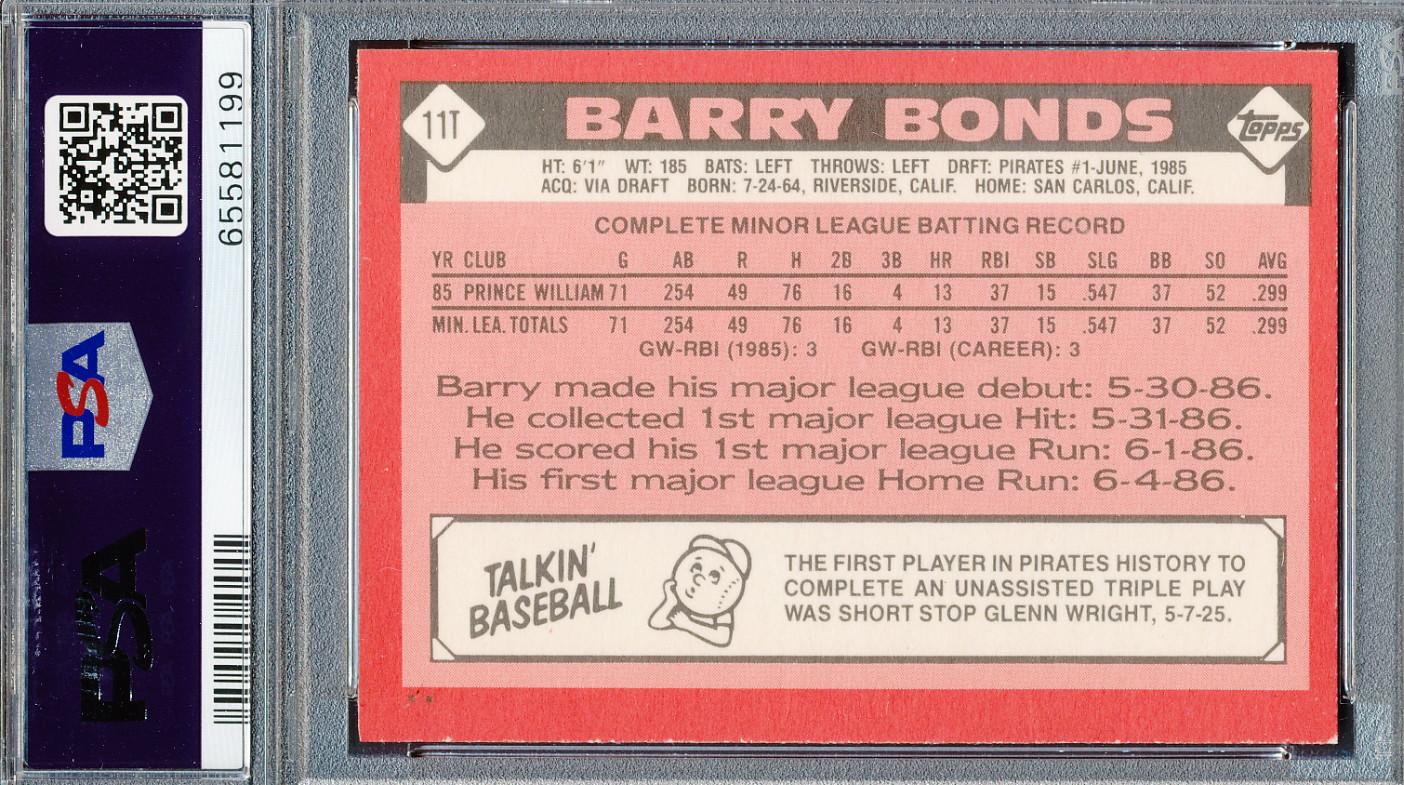 65581199
PSA
PSA
11T
BARRY BONDS
topps
HT: 6'1" WT: 185 BATS: LEFT THROWS: LEFT DRFT: PIRATES #1-JUNE, 1985
ACQ: VIA DRAFT BORN: 7-24-64, RIVERSIDE, CALIF. HOME: SAN CARLOS, CALIF.
COMPLETE MINOR LEAGUE BATTING RECORD
YR CLUB G AB R H 2B 3B HR RBI SB SLG BB SO AVG
85 PRINCE WILLIAM 71 254 49 76 16 4 13 37 15 .547 37 52 .299
MIN. LEA. TOTALS 71 254 49 76 16 4 13 37 15 .547 37 52 .299
GW-RBI (1985): 3 GW-RBI (CAREER): 3
Barry made his major league debut: 5-30-86.
He collected 1st major league Hit: 5-31-86.
He scored his 1st major league Run: 6-1-86.
His first major league Home Run: 6-4-86.
TALKIN'
BASEBALL
THE FIRST PLAYER IN PIRATES HISTORY TO
COMPLETE AN UNASSISTED TRIPLE PLAY
WAS SHORT STOP GLENN WRIGHT, 5-7-25.
PSA